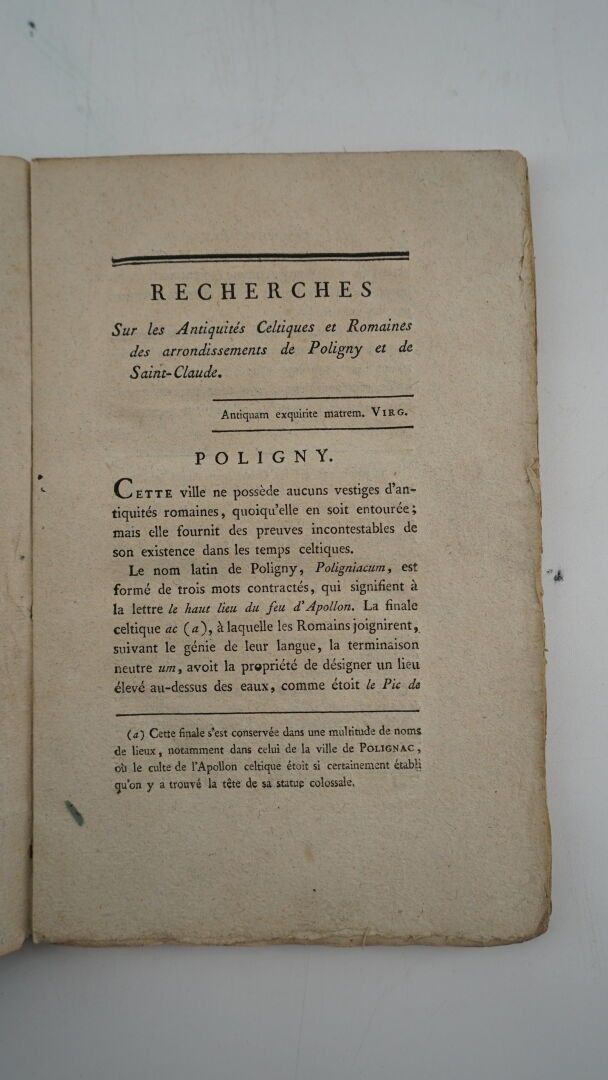 RECHERCHES
Sur les Antiquités Celtiques et Romaines
des arrondissements de Poligny et de
Saint-Claude.
Antiquam exquirite matrem. VIRG.
POLIGNY.
CETTE ville ne possède aucuns vestiges d'an-
tiquités romaines, quoiqu'elle en soit entourée;
mais elle fournit des preuves incontestables de
son existence dans les temps celtiques.
Le nom latin de Poligny, Poligniacum, est
formé de trois mots contractés, qui signifient à
la lettre le haut lieu du feu d'Apollon. La finale
celtique ac (a), à laquelle les Romains joignirent,
suivant le génie de leur langue, la terminaison
neutre um, avoit la propriété de désigner un lieu
élevé au-dessus des eaux, comme étoit le Pic de
(a) Cette finale s'est conservée dans une multitude de noms
de lieux, notamment dans celui de la ville de POLIGNAC,
où le culte de l'Apollon celtique étoit si certainement établi
qu'on y a trouvé la tête de sa statue colossale.